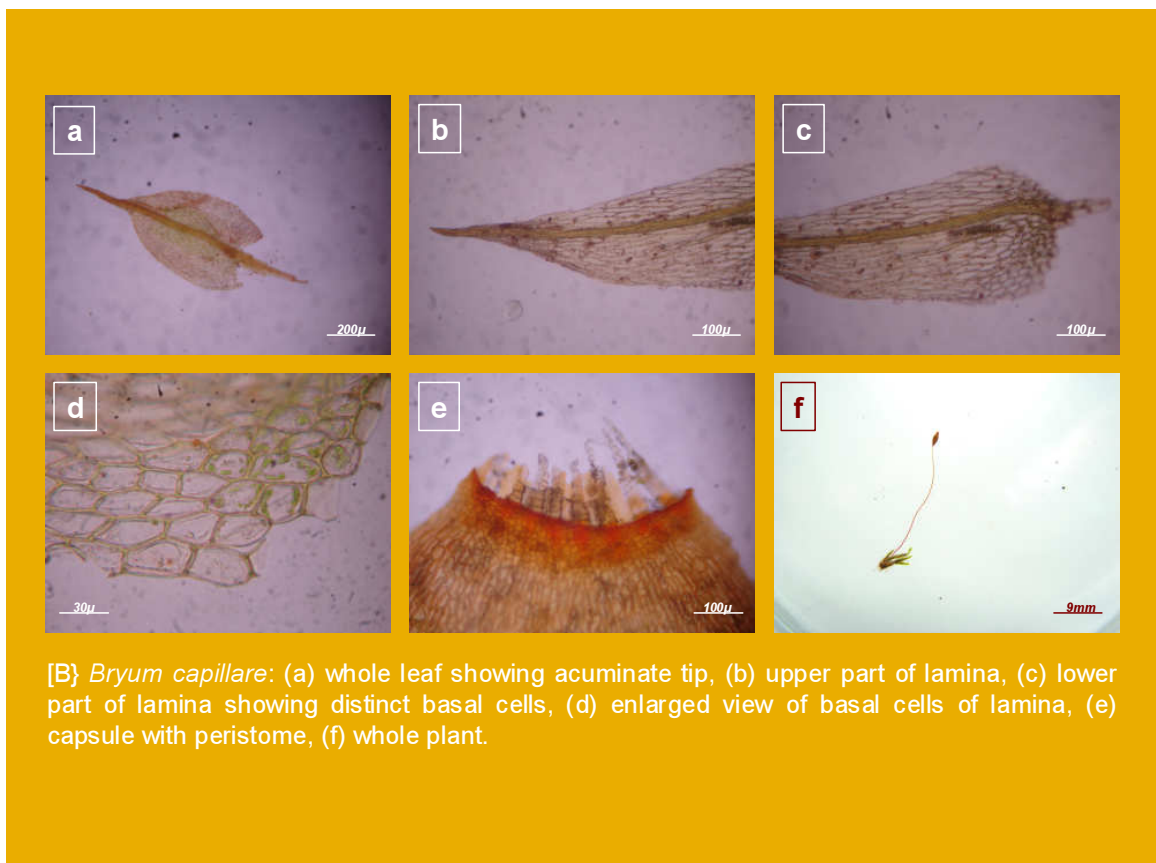 a
b
c
200μ
100μ
100μ
d
e
f
30μ
100μ
9mm
[B} Bryum capillare: (a) whole leaf showing acuminate tip, (b) upper part of lamina, (c) lower
part of lamina showing distinct basal cells, (d) enlarged view of basal cells of lamina, (e)
capsule with peristome, (f) whole plant.